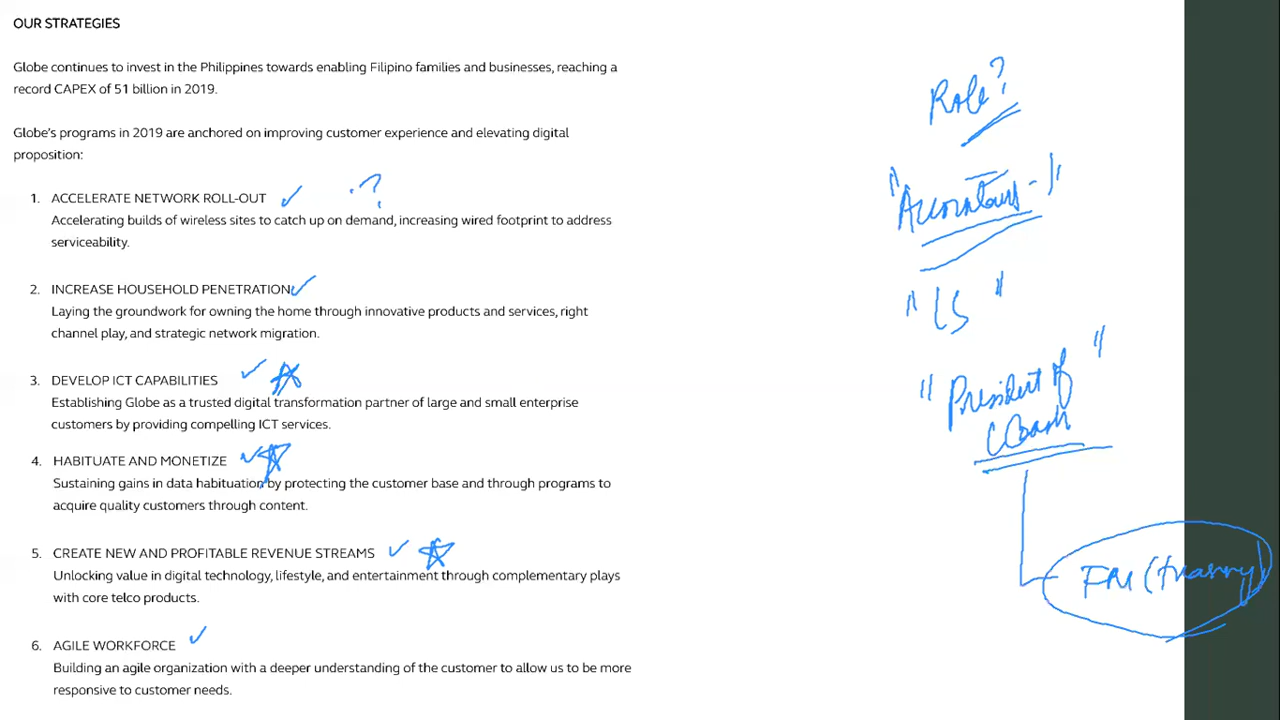 OUR STRATEGIES
Globe continues to invest in the Philippines towards enabling Filipino families and businesses, reaching a
record CAPEX of 51 billion in 2019.
Globe's programs in 2019 are anchored on improving customer experience and elevating digital
proposition:
1. ACCELERATE NETWORK ROLL-OUT
?
Accelerating builds of wireless sites to catch up on demand, increasing wired footprint to address
serviceability.
2. INCREASE HOUSEHOLD PENETRATION
Laying the groundwork for owning the home through innovative products and services, right
channel play, and strategic network migration.
3. DEVELOP ICT CAPABILITIES
Establishing Globe as a trusted digital transformation partner of large and small enterprise
customers by providing compelling ICT services.
4. HABITUATE AND MONETIZE
Sustaining gains in data habituation by protecting the customer base and through programs to
acquire quality customers through content.
5. CREATE NEW AND PROFITABLE REVENUE STREAMS
Unlocking value in digital technology, lifestyle, and entertainment through complementary plays
with core telco products.
6. AGILE WORKFORCE
Building an agile organization with a deeper understanding of the customer to allow us to be more
responsive to customer needs.
Role?
"President of